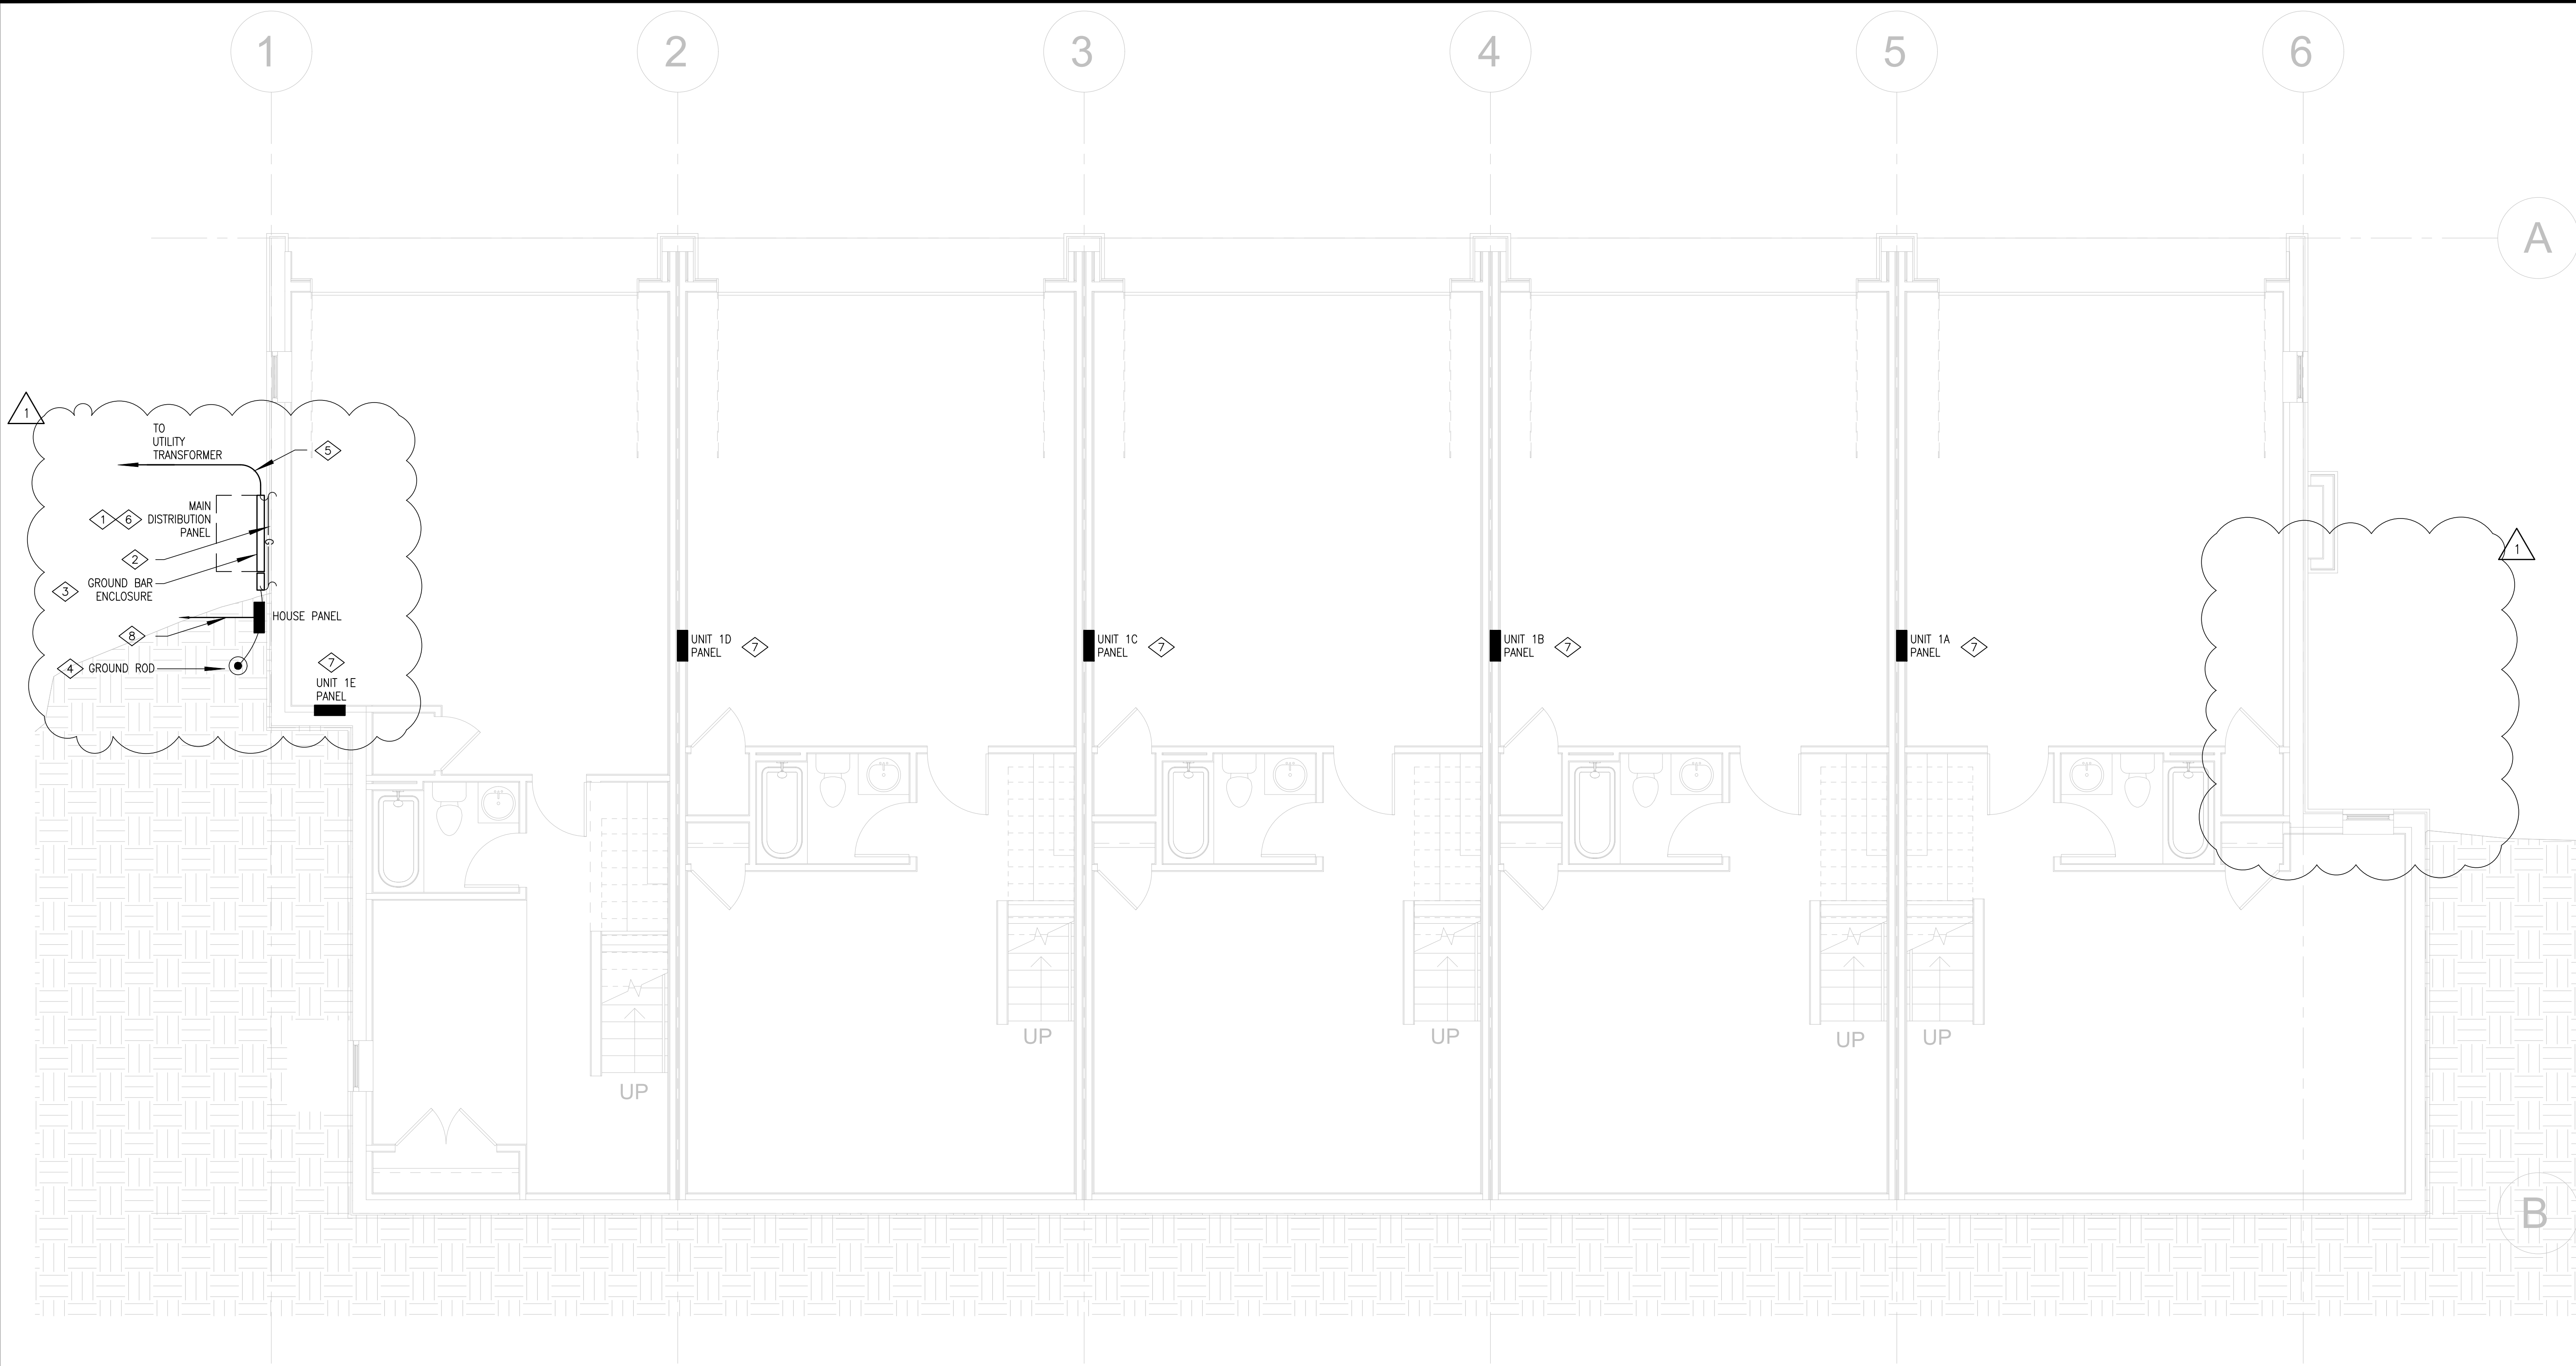 1
2
3
4
5
6
A
1
TO
UTILITY
TRANSFORMER
5
MAIN
DISTRIBUTION
PANEL
1
6
2
G
GROUND BAR
ENCLOSURE
3
HOUSE PANEL
8
4
GROUND ROD
7
UNIT 1E
PANEL
UNIT 1D
PANEL
7
UNIT 1C
PANEL
7
UNIT 1B
PANEL
7
UNIT 1A
PANEL
7
1
UP
UP
UP
UP
UP
B